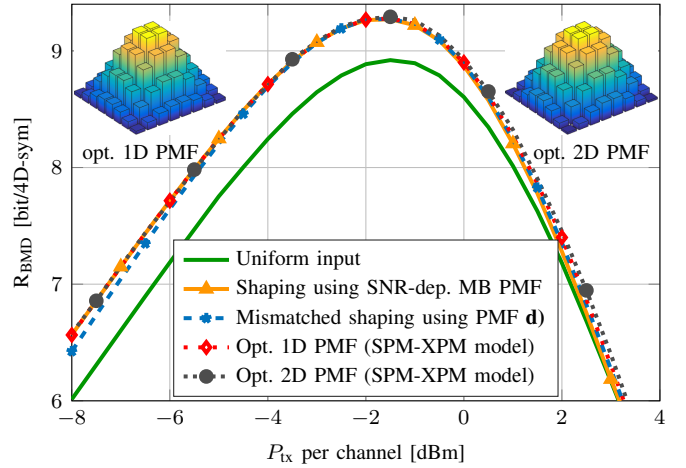 9
8
7
6
R_BMD [bit/4D-sym]
opt. 1D PMF
opt. 2D PMF
Uniform input
Shaping using SNR-dep. MB PMF
Mismatched shaping using PMF d)
Opt. 1D PMF (SPM-XPM model)
Opt. 2D PMF (SPM-XPM model)
−8 −6 −4 −2 0 2 4
P_tx per channel [dBm]